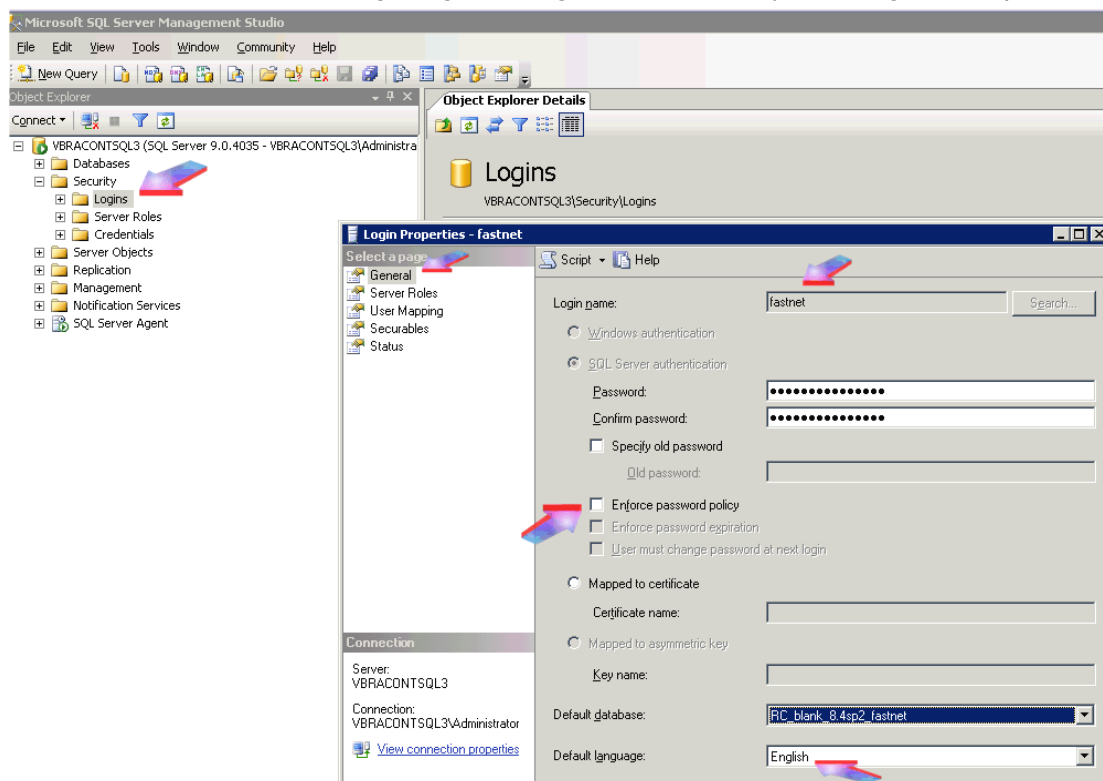 Microsoft SQL Server Management Studio
File Edit View Tools Window Community Help
New Query
Object Explorer
Connect
VBRACONTSQL3 (SQL Server 9.0.4035 - VBRACONTSQL3\Administra
Databases
Security
Logins
Server Roles
Credentials
Server Objects
Replication
Management
Notification Services
SQL Server Agent
Object Explorer Details
Logins
VBRACONTSQL3\Security\Logins
Login Properties - fastnet
Select a page
General
Server Roles
User Mapping
Securables
Status
Script Help
Login name: fastnet Search...
Windows authentication
SQL Server authentication
Password: ●●●●●●●●●●●●●●●
Confirm password: ●●●●●●●●●●●●●●●
Specify old password
Old password:
Enforce password policy
Enforce password expiration
User must change password at next login
Mapped to certificate
Certificate name:
Mapped to asymmetric key
Key name:
Default database: RC_blank_8.4sp2_fastnet
Default language: English
Connection
Server:
VBRACONTSQL3
Connection:
VBRACONTSQL3\Administrator
View connection properties